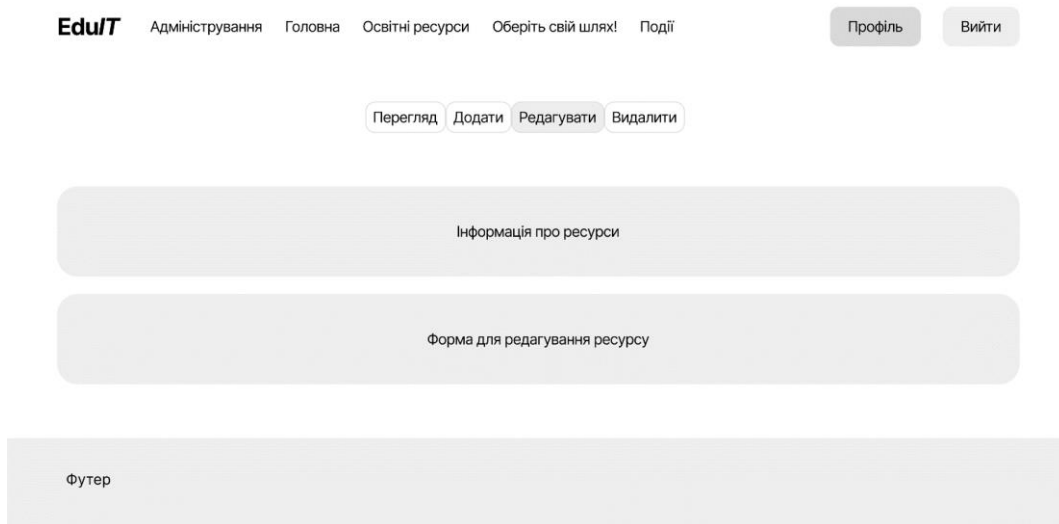 EduIT Адміністрування Головна Освітні ресурси Оберіть свій шлях! Події Профіль Вийти
Перегляд Додати Редагувати Видалити
Інформація про ресурси
Форма для редагування ресурсу
Футер